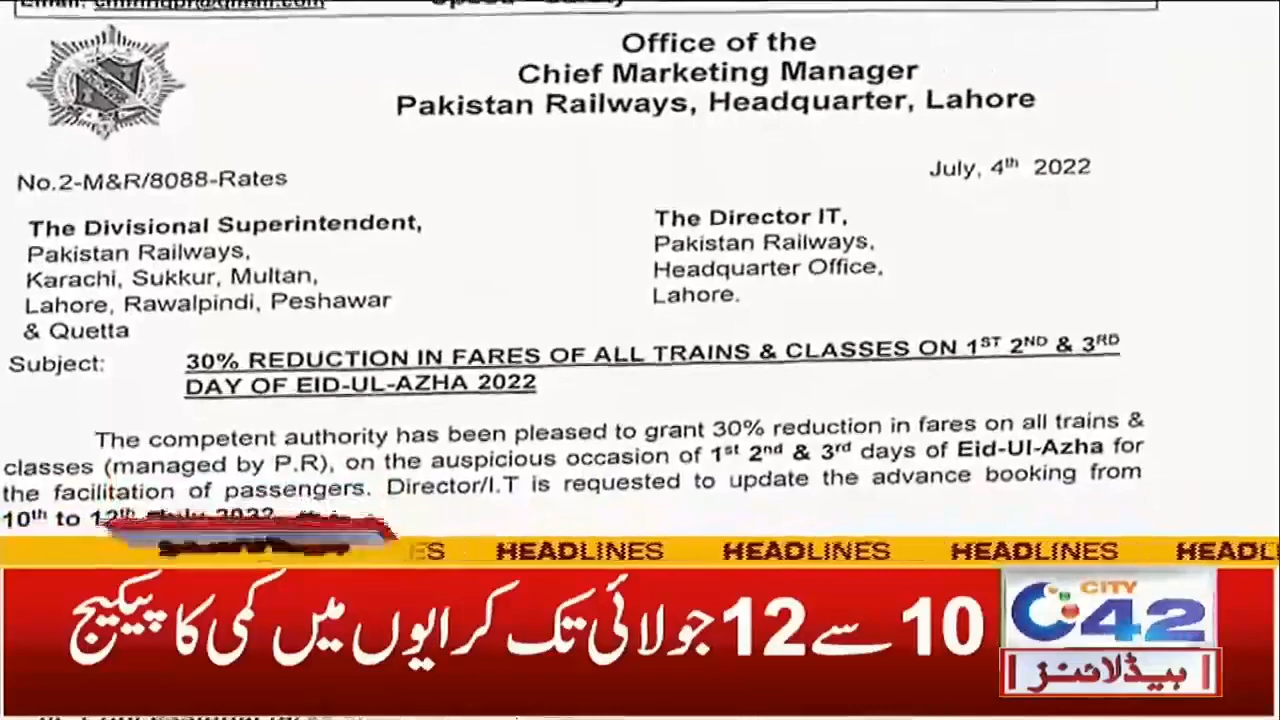 Office of the
Chief Marketing Manager
Pakistan Railways, Headquarter, Lahore
No.2-M&R/8088-Rates
July, 4th 2022
The Divisional Superintendent,
Pakistan Railways,
Karachi, Sukkur, Multan,
Lahore, Rawalpindi, Peshawar
& Quetta
The Director IT,
Pakistan Railways,
Headquarter Office,
Lahore.
Subject: 30% REDUCTION IN FARES OF ALL TRAINS & CLASSES ON 1ST 2ND & 3RD
DAY OF EID-UL-AZHA 2022
The competent authority has been pleased to grant 30% reduction in fares on all trains &
classes (managed by P.R), on the auspicious occasion of 1st 2nd & 3rd days of Eid-Ul-Azha for
the facilitation of passengers. Director/I.T is requested to update the advance booking from
10th to 12th July 2022
ES HEADLINES HEADLINES HEADLINES HEADL
10 سے 12 جولائی تک کرایوں میں کمی کا پیکیج
CITY
42
ہیڈلائنز